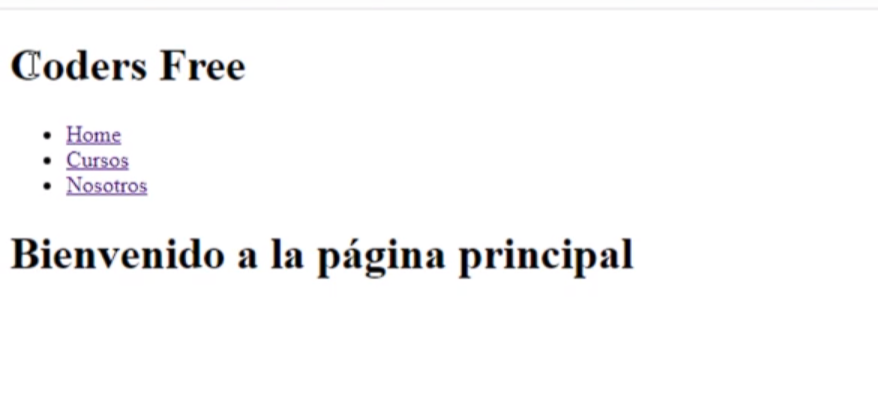 Coders Free
Home
Cursos
Nosotros
Bienvenido a la página principal